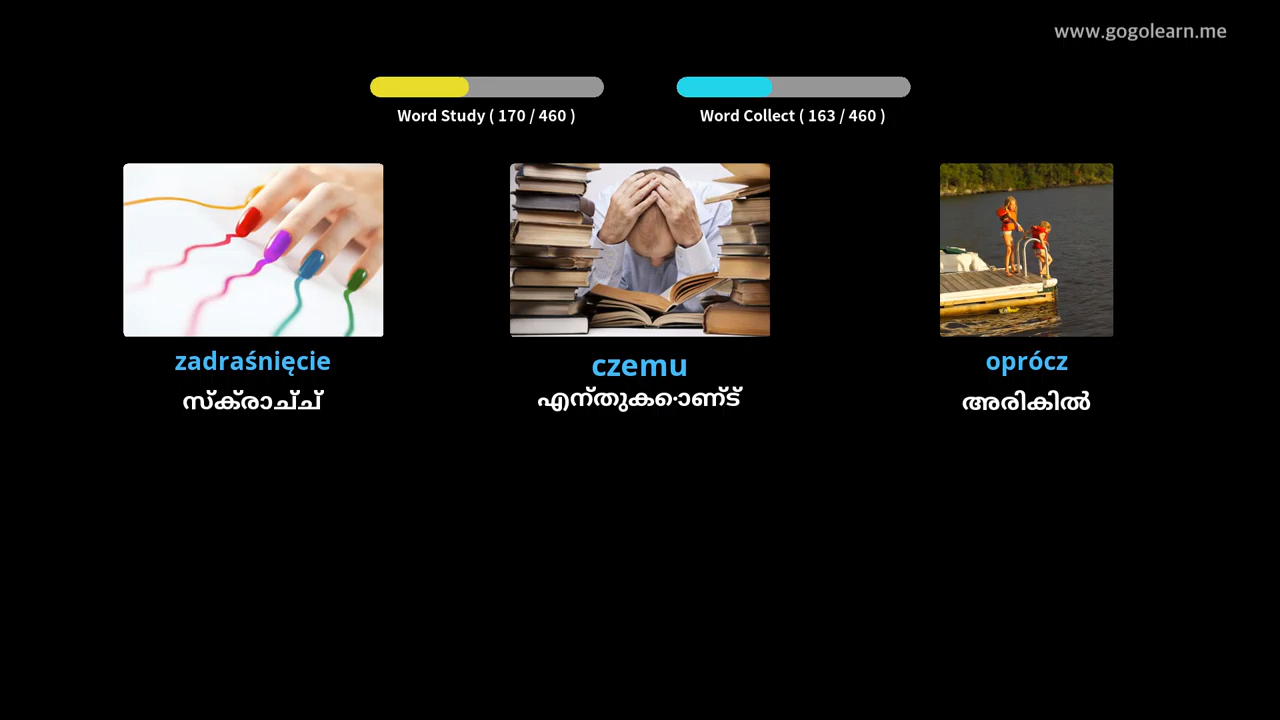 www.gogolearn.me
Word Study ( 170 / 460 )
Word Collect ( 163 / 460 )
zadraśnięcie
czemu
oprócz
സ്ക്രാച്ച്
എന്തുകൊണ്ട്
അരികിൽ